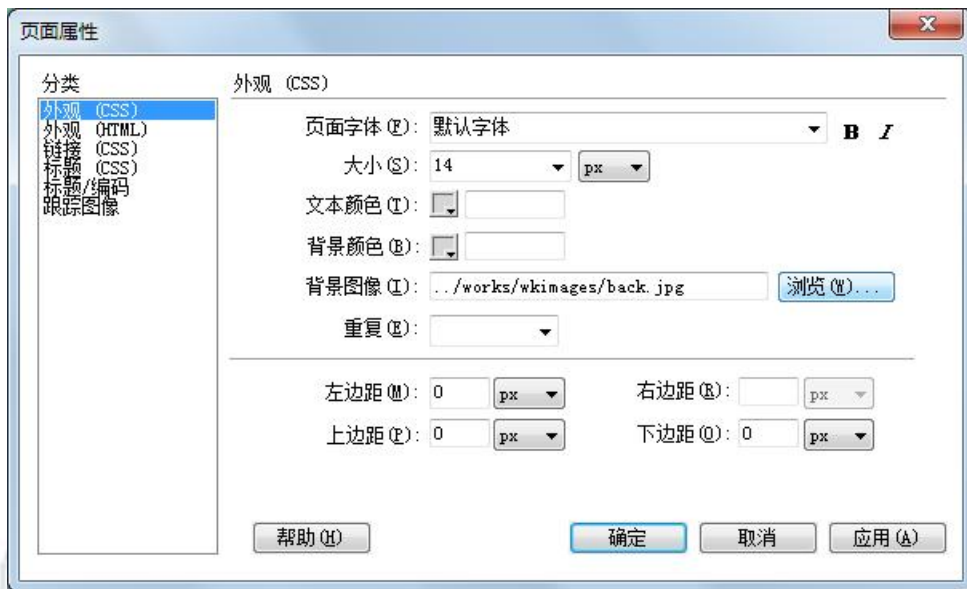 页面属性
分类
外观 (CSS)
外观 (HTML)
链接 (CSS)
标题 (CSS)
标题/编码
跟踪图像
外观 (CSS)
页面字体(F): 默认字体 B I
大小(S): 14 px
文本颜色(T):
背景颜色(B):
背景图像(I): ../works/wkimages/back.jpg 浏览(W)...
重复(E):
左边距(M): 0 px 右边距(R): px
上边距(P): 0 px 下边距(O): 0 px
帮助(H) 确定 取消 应用(A)